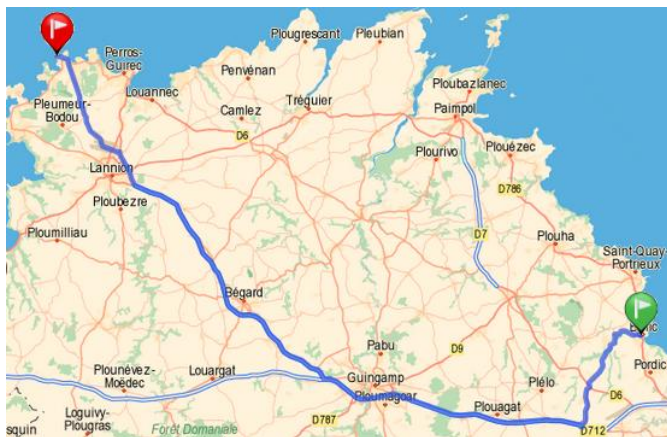 Plougrescant
Pleubian
Perros-
Guirec
Penvénan
Ploubazlanec
Louannec
Tréguier
Pleumeur-
Bodou
Camlez
Paimpol
D6
Plouézec
Lannion
Plourivo
D786
Ploubezre
Ploumilliau
D7
Plouha
Saint-Quay-
Portrieux
Bégard
Pabu
D9
Plounévez-
Moëdec
Louargat
Pordic
Guingamp
Plélo
D6
Ploumagoar
Plouagat
Loguivy-
Plougras
D787
Forêt Domaniale
D712